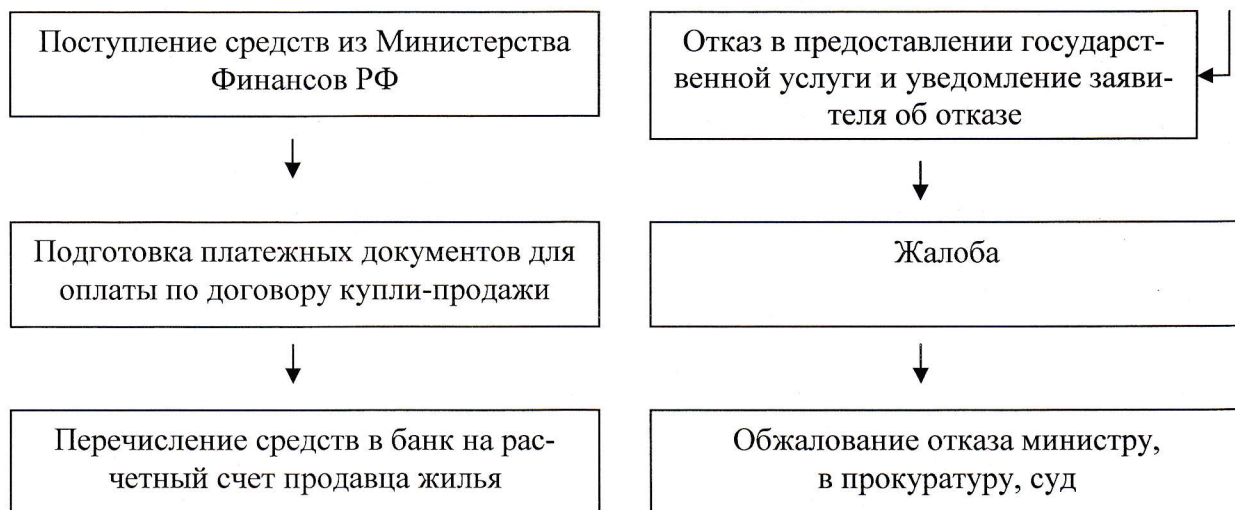 Поступление средств из Министерства
Финансов РФ
Отказ в предоставлении государст-
венной услуги и уведомление заяви-
теля об отказе
Подготовка платежных документов для
оплаты по договору купли-продажи
Жалоба
Перечисление средств в банк на рас-
четный счет продавца жилья
Обжалование отказа министру,
в прокуратуру, суд